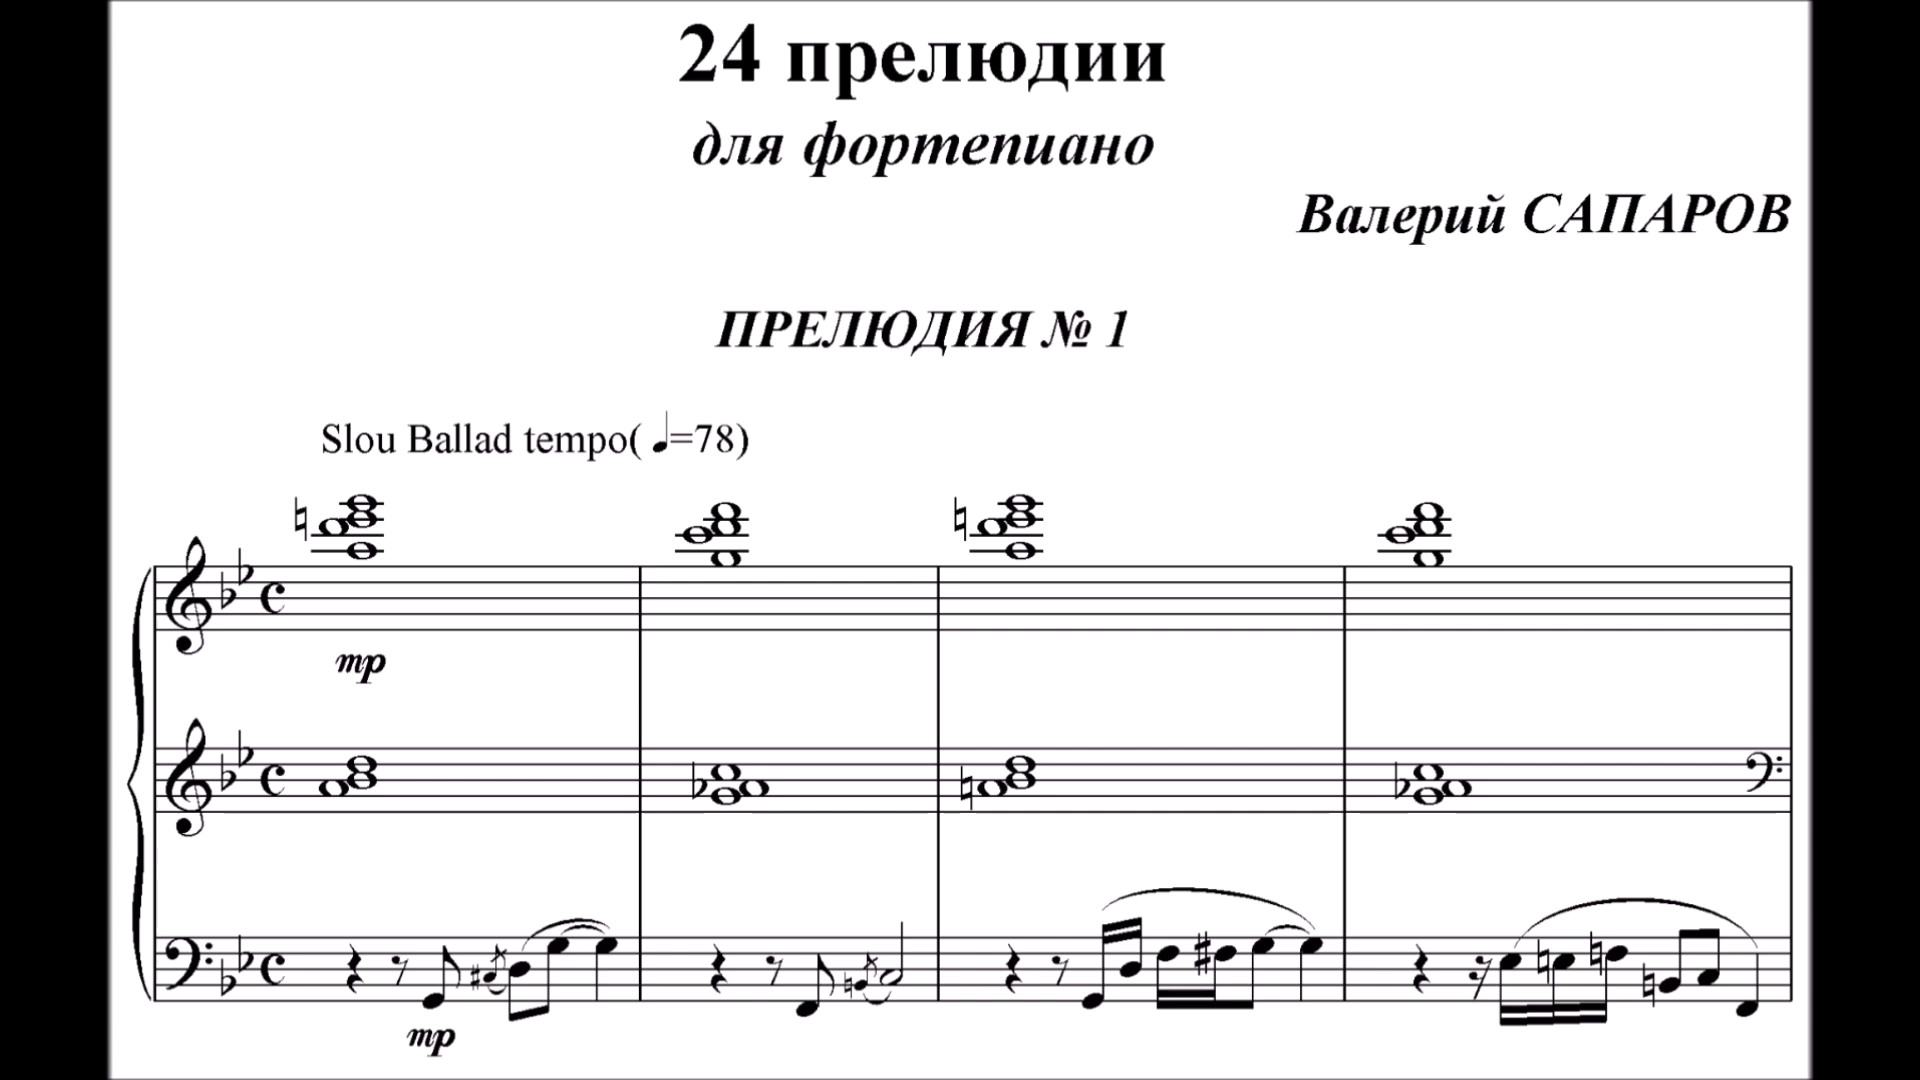 24 прелюдии
для фортепиано
Валерий САПАРОВ
ПРЕЛЮДИЯ № 1
Slou Ballad tempo( ♩=78)
mp
mp